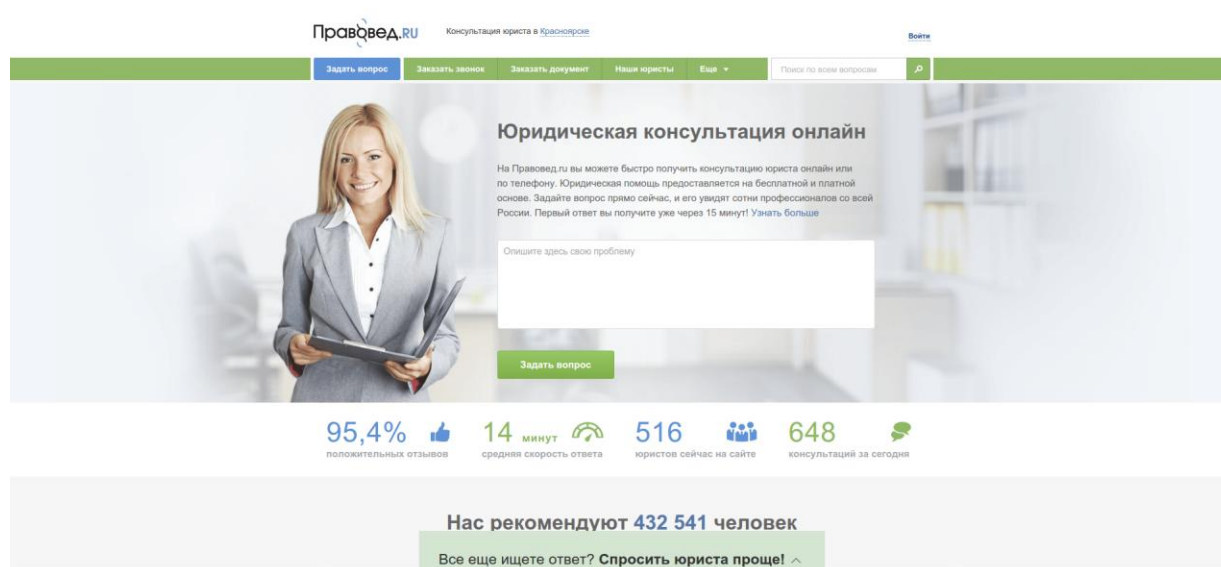 Правовед.RU
Консультация юриста в Красноярске
Войти
Задать вопрос
Заказать звонок
Заказать документ
Наши юристы
Еще
Поиск по всем вопросам
Юридическая консультация онлайн
На Правовед.ru вы можете быстро получить консультацию юриста онлайн или
по телефону. Юридическая помощь предоставляется на бесплатной и платной
основе. Задайте вопрос прямо сейчас, и его увидят сотни профессионалов со всей
России. Первый ответ вы получите уже через 15 минут! Узнать больше
Опишите здесь свою проблему
Задать вопрос
95,4%
положительных отзывов
14 минут
средняя скорость ответа
516
юристов сейчас на сайте
648
консультаций за сегодня
Нас рекомендуют 432 541 человек
Все еще ищете ответ? Спросить юриста проще!